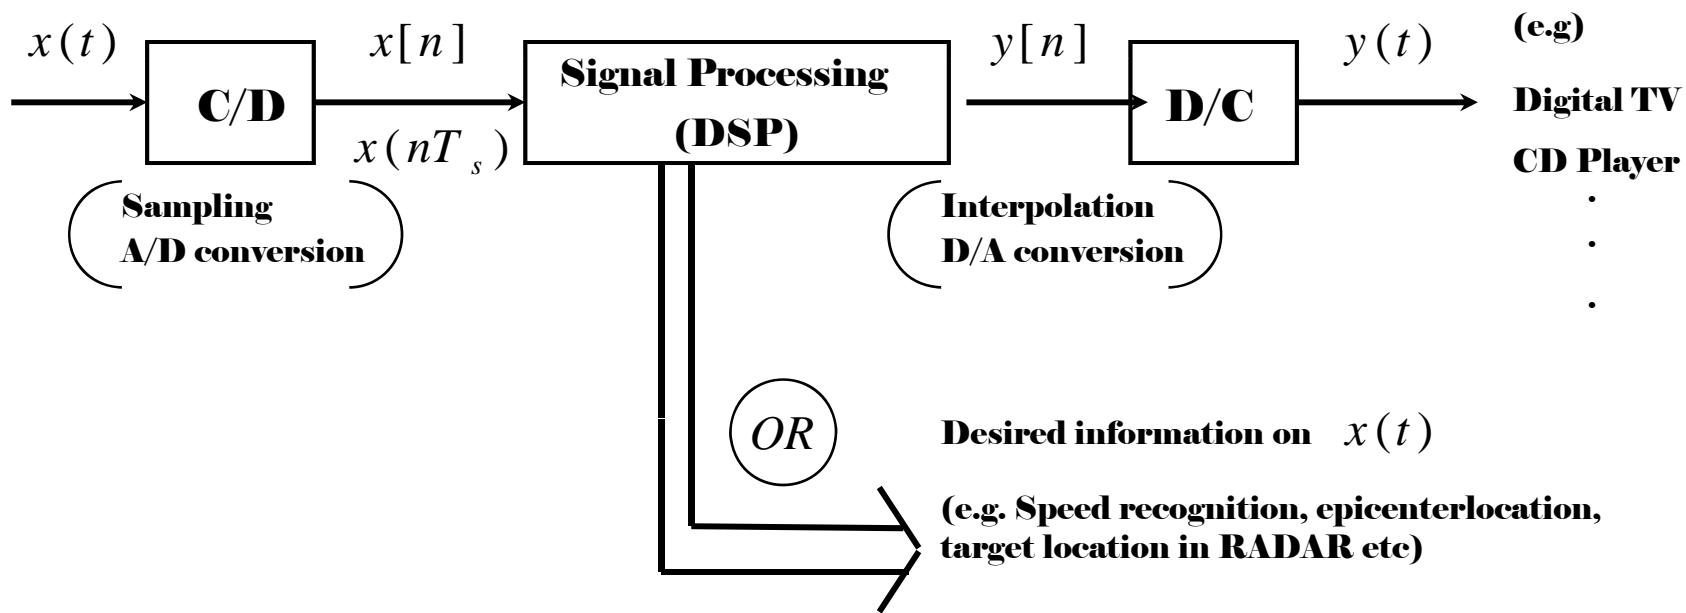 x(t)
C/D
x[n]
x(nT_s)
Signal Processing
(DSP)
y[n]
D/C
y(t)
(e.g)
Digital TV
CD Player
.
.
.
Sampling
A/D conversion
Interpolation
D/A conversion
OR
Desired information on x(t)
(e.g. Speed recognition, epicenterlocation,
target location in RADAR etc)